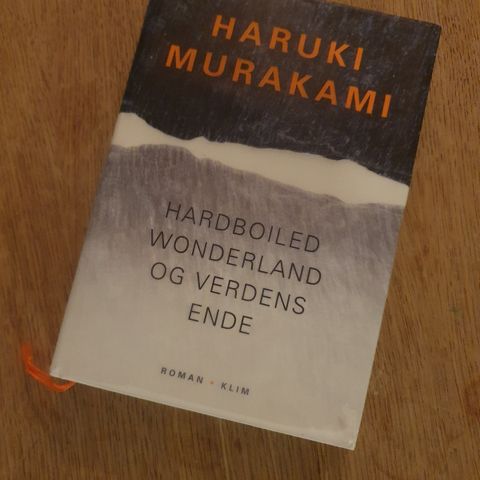 HARUKI
MURAKAMI
HARDBOILED
WONDERLAND
OG VERDENS
ENDE
ROMAN • KLIM